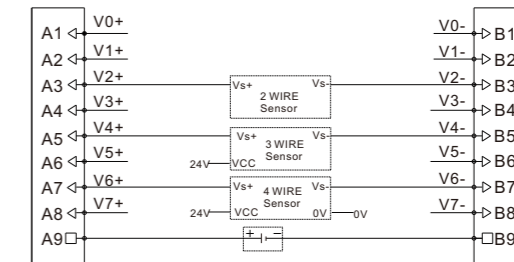 A1 V0+ V0- B1
A2 V1+ V1- B2
A3 V2+ Vs+ 2 WIRE Sensor Vs- V2- B3
A4 V3+ V3- B4
A5 V4+ Vs+ 3 WIRE Sensor Vs- V4- B5
A6 V5+ 24V VCC V5- B6
A7 V6+ Vs+ 4 WIRE Sensor Vs- V6- B7
A8 V7+ 24V VCC 0V 0V V7- B8
A9 + - B9